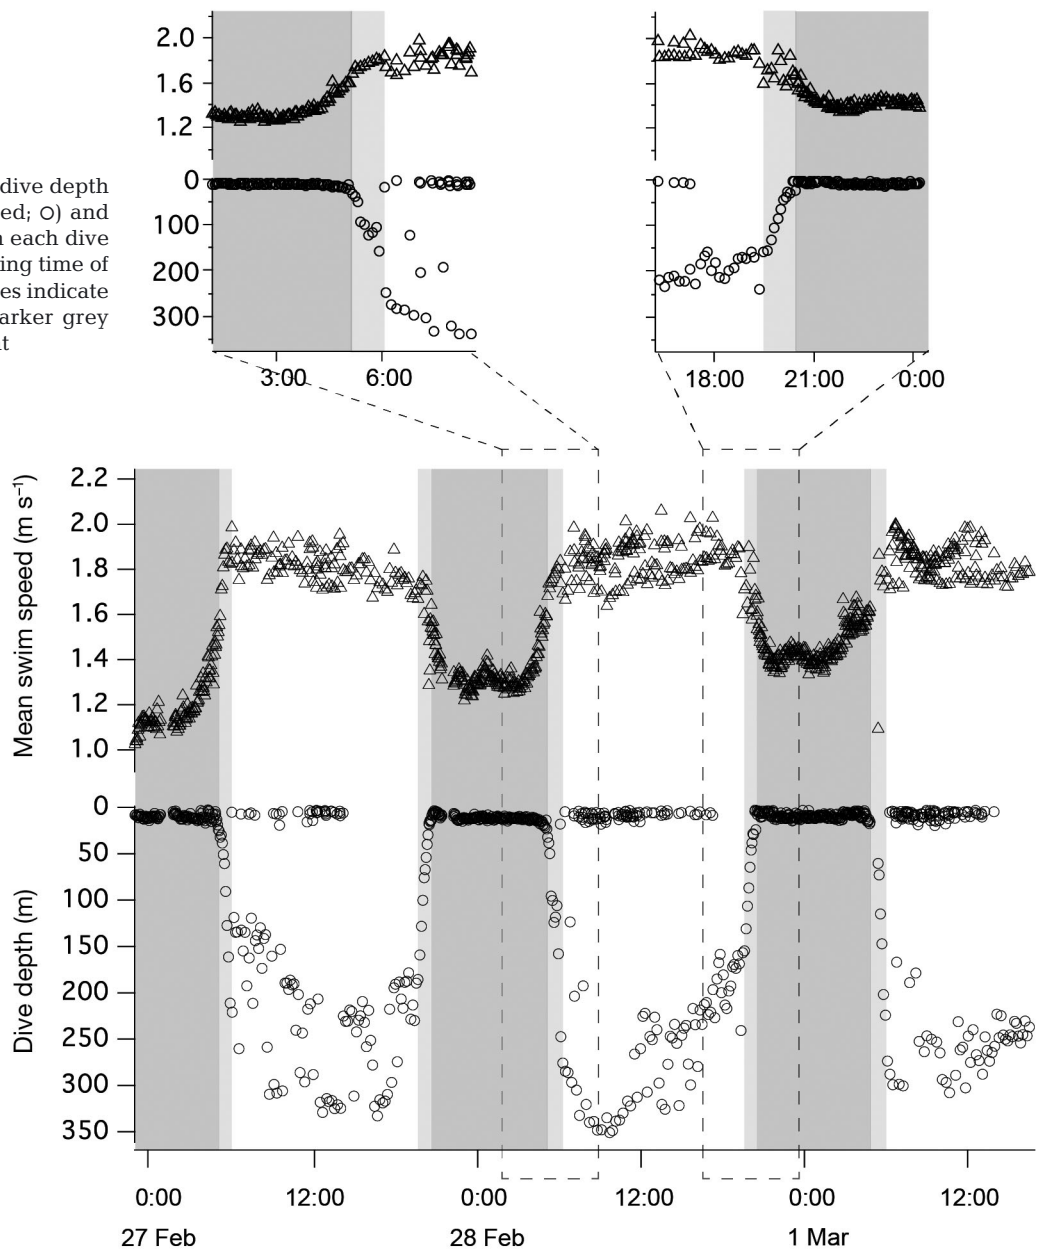 2.0
1.6
1.2
0
100
200
300
3:00 6:00
18:00 21:00 0:00
dive depth
ed; O) and
each dive
ing time of
es indicate
arker grey
Mean swim speed (m s⁻¹)
2.2
2.0
1.8
1.6
1.4
1.2
1.0
Dive depth (m)
0
50
100
150
200
250
300
350
0:00 12:00 0:00 12:00 0:00 12:00
27 Feb 28 Feb 1 Mar